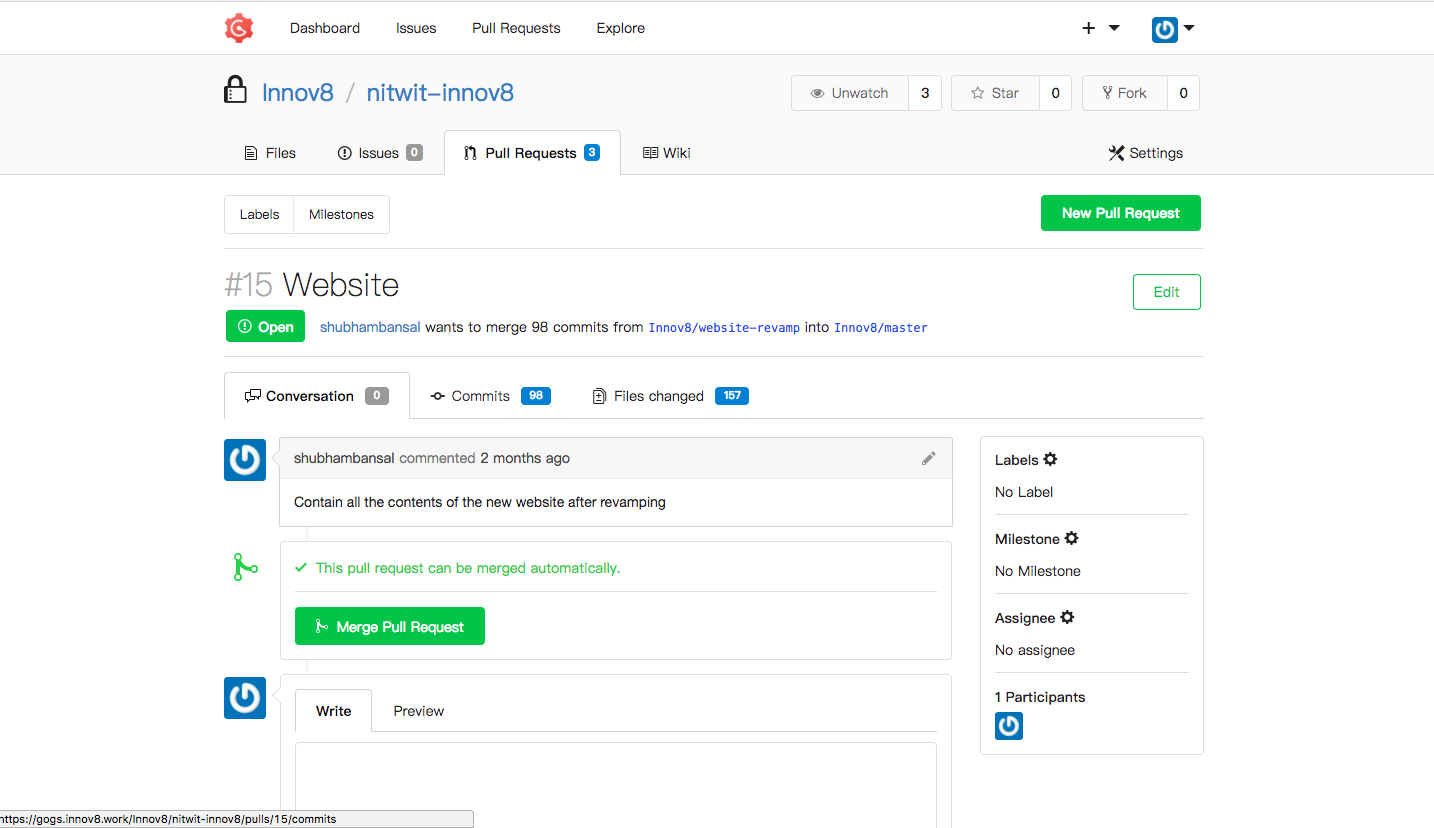 Dashboard Issues Pull Requests Explore
Innov8 / nitwit-innov8 Unwatch 3 Star 0 Fork 0
Files Issues 0 Pull Requests 3 Wiki Settings
Labels Milestones New Pull Request
#15 Website Edit
Open shubhambansal wants to merge 98 commits from Innov8/website-revamp into Innov8/master
Conversation 0 Commits 98 Files changed 157
shubhambansal commented 2 months ago
Contain all the contents of the new website after revamping
This pull request can be merged automatically.
Merge Pull Request
Write Preview
Labels
No Label
Milestone
No Milestone
Assignee
No assignee
1 Participants
https://gogs.innov8.work/Innov8/nitwit-innov8/pulls/15/commits